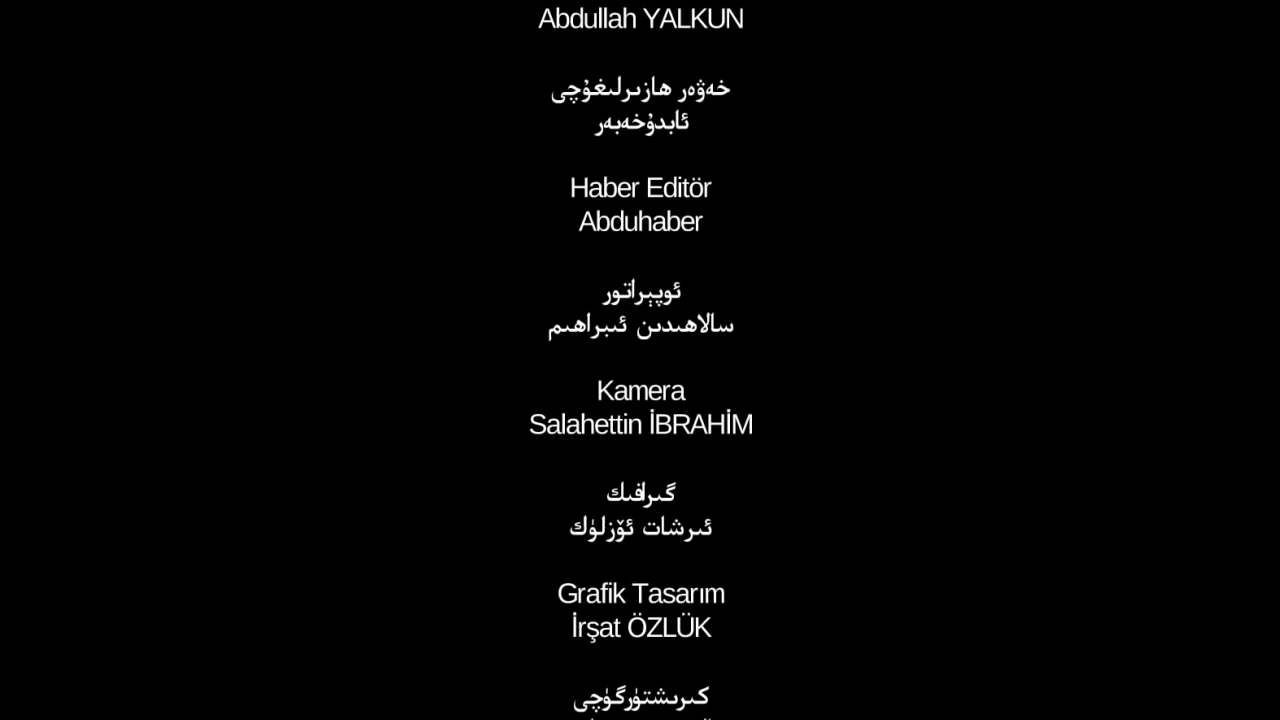 Abdullah YALKUN
خەۋەر ھازىرلىغۇچى
ئابدۇخەبەر
Haber Editör
Abduhaber
ئوپېراتور
سالاھىدىن ئىبراھىم
Kamera
Salahettin İBRAHİM
گىرافىك
ئىرشات ئۆزلۈك
Grafik Tasarım
İrşat ÖZLÜK
كىرىشتۈرگۈچى